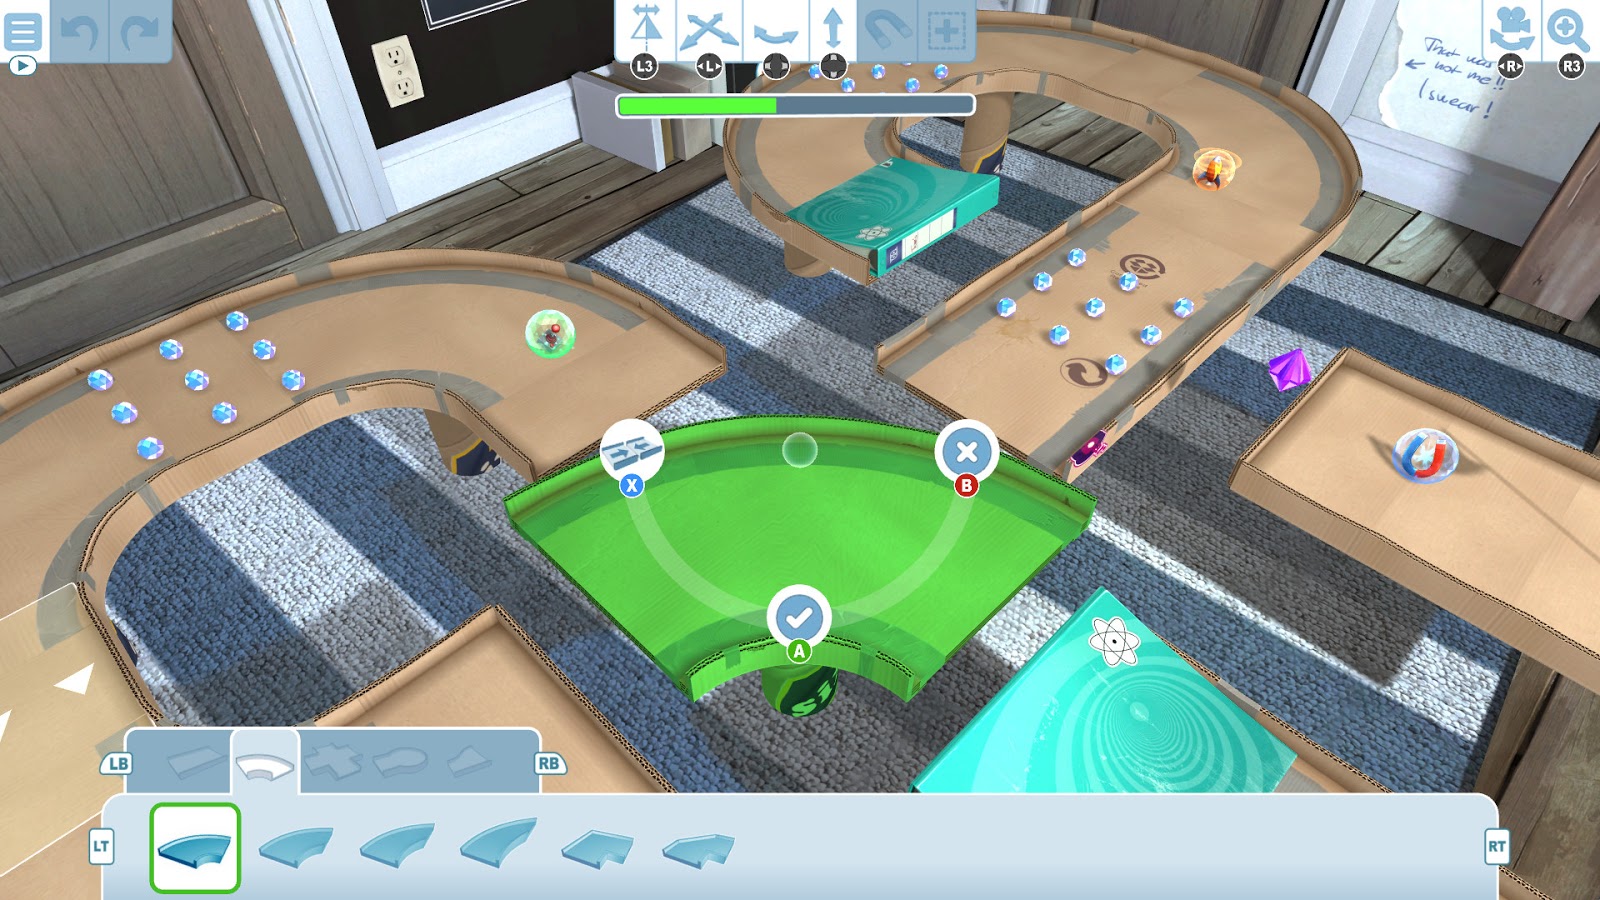 L3
L
R
R3
That was
not me!!
I swear!
X
B
A
LB
RB
LT
RT